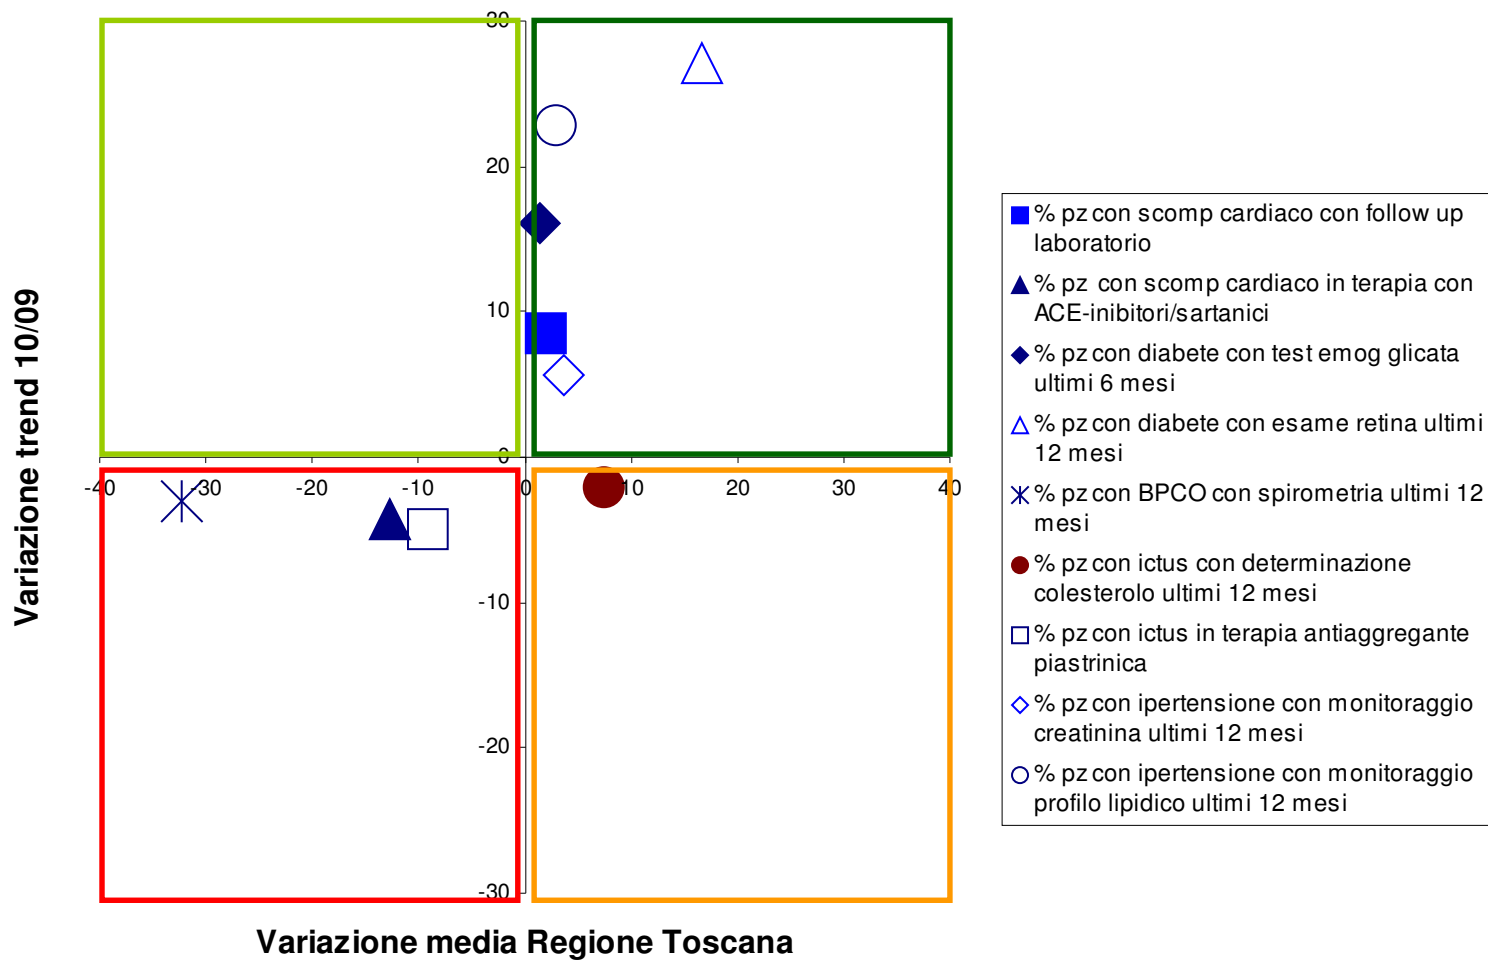 30
20
10
0
-40 -30 -20 -10 0 10 20 30 40
-10
-20
-30
Variazione trend 10/09
Variazione media Regione Toscana
% pz con scomp cardiaco con follow up
laboratorio
% pz con scomp cardiaco in terapia con
ACE-inibitori/sartanici
% pz con diabete con test emog glicata
ultimi 6 mesi
% pz con diabete con esame retina ultimi
12 mesi
% pz con BPCO con spirometria ultimi 12
mesi
% pz con ictus con determinazione
colesterolo ultimi 12 mesi
% pz con ictus in terapia antiaggregante
piastrinica
% pz con ipertensione con monitoraggio
creatinina ultimi 12 mesi
% pz con ipertensione con monitoraggio
profilo lipidico ultimi 12 mesi